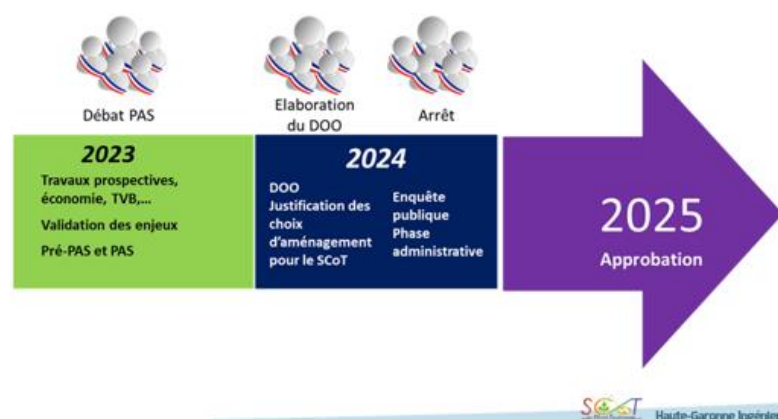 Débat PAS
Elaboration
du DOO
Arrêt
2023
Travaux prospectives,
économie, TVB,...
Validation des enjeux
Pré-PAS et PAS
2024
DOO
Justification des
choix
d'aménagement
pour le SCoT
Enquête
publique
Phase
administrative
2025
Approbation
SCoT
Haute-Garonne